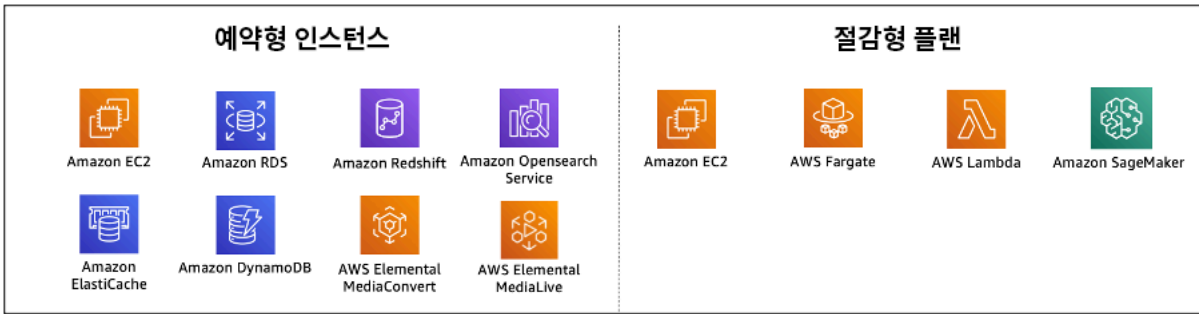 예약형 인스턴스
절감형 플랜
Amazon EC2
Amazon RDS
Amazon Redshift
Amazon Opensearch
Service
Amazon EC2
AWS Fargate
AWS Lambda
Amazon SageMaker
Amazon
ElastiCache
Amazon DynamoDB
AWS Elemental
MediaConvert
AWS Elemental
MediaLive